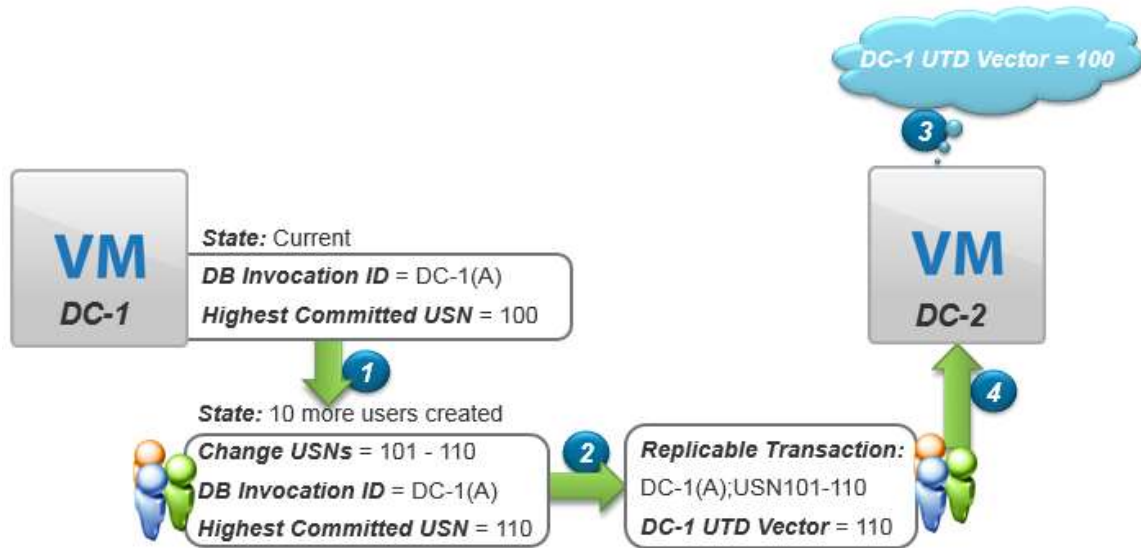 DC-1 UTD Vector = 100
3
VM
DC-1
State: Current
DB Invocation ID = DC-1(A)
Highest Committed USN = 100
VM
DC-2
1
State: 10 more users created
Change USNs = 101 - 110
DB Invocation ID = DC-1(A)
Highest Committed USN = 110
2
Replicable Transaction:
DC-1(A);USN101-110
DC-1 UTD Vector = 110
4